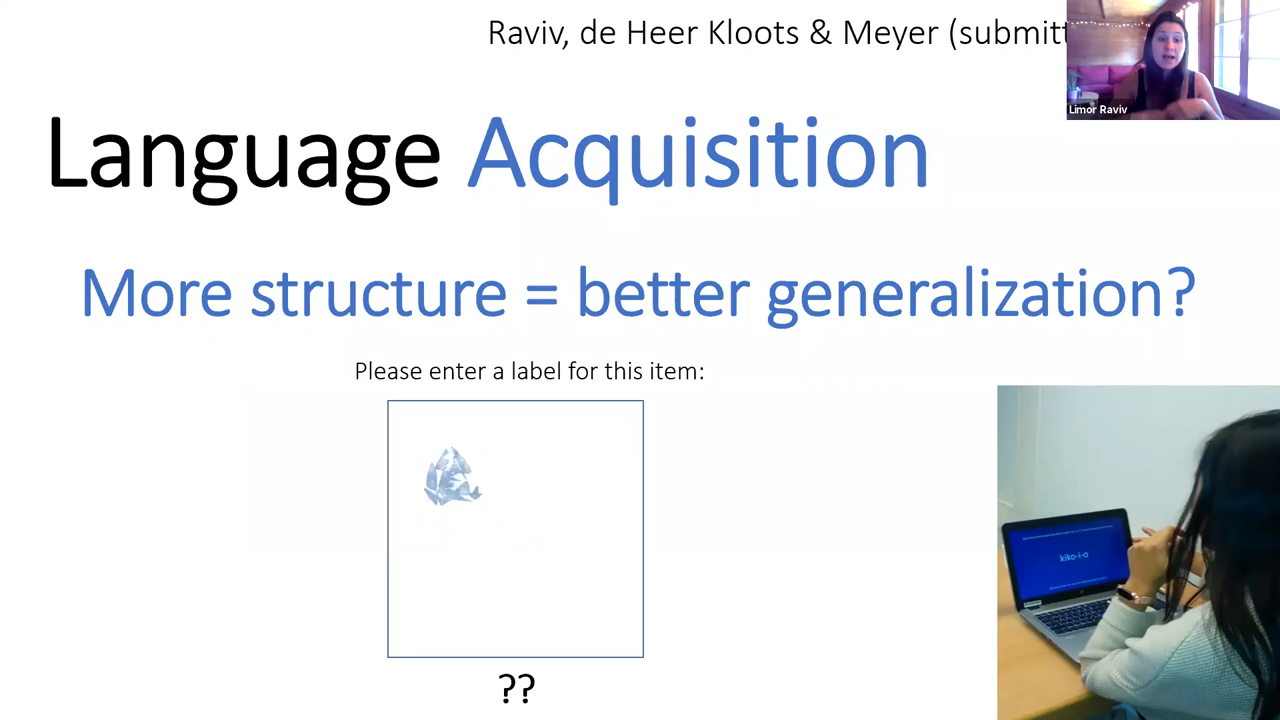 Raviv, de Heer Kloots & Meyer (submitt
Limor Raviv
Language Acquisition
More structure = better generalization?
Please enter a label for this item:
kiko-i-o
??